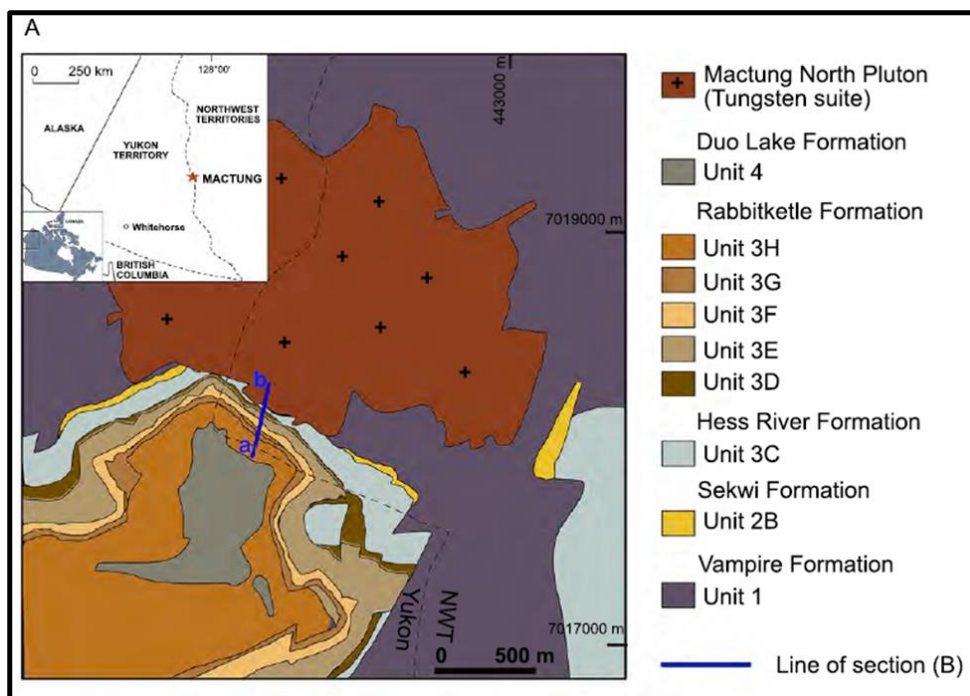 A
0 250 km
128°00'
ALASKA
NORTHWEST
TERRITORIES
YUKON
TERRITORY
MACTUNG
Whitehorse
CANADA
BRITISH
COLUMBIA
443000 m
7019000 m
b
a
Yukon
NWT
7017000 m
0 500 m
Mactung North Pluton
(Tungsten suite)
Duo Lake Formation
Unit 4
Rabbitketle Formation
Unit 3H
Unit 3G
Unit 3F
Unit 3E
Unit 3D
Hess River Formation
Unit 3C
Sekwi Formation
Unit 2B
Vampire Formation
Unit 1
Line of section (B)